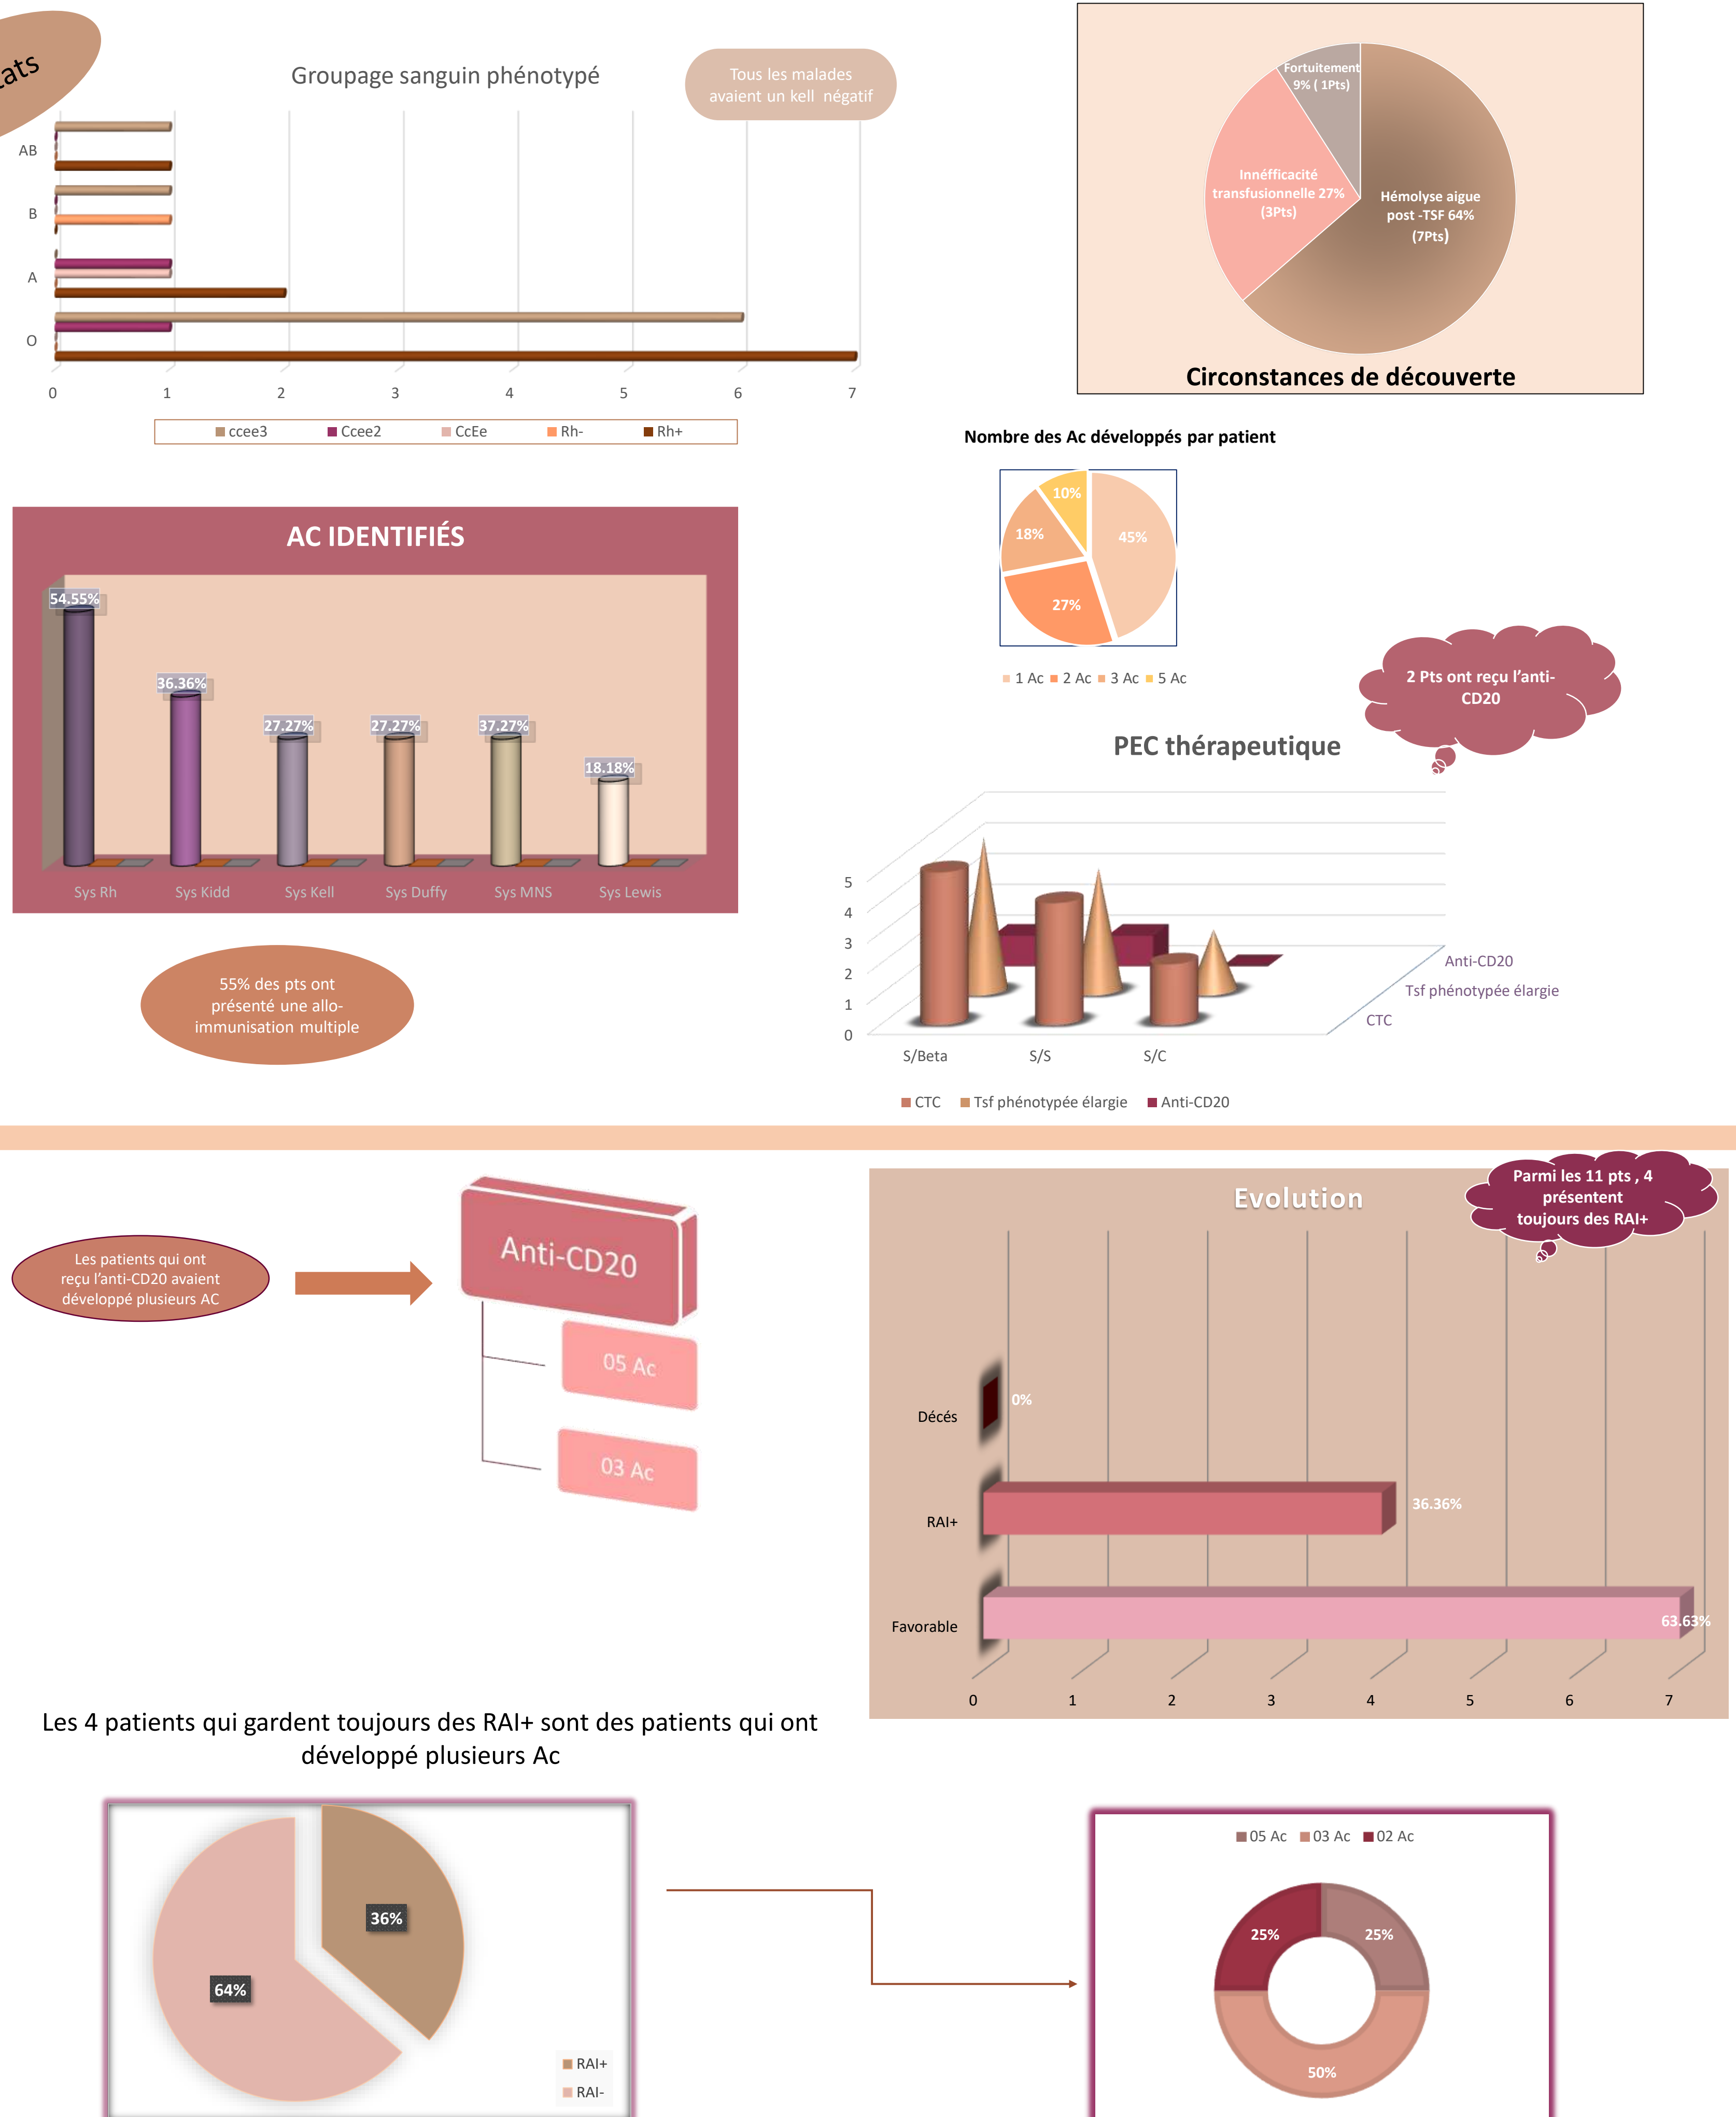 Groupage sanguin phénotypé
Tous les malades
avaient un kell négatif
AB
B
A
O
0 1 2 3 4 5 6 7
ccee3 Ccee2 CcEe Rh- Rh+
Fortuitement
9% ( 1Pts)
Innéfficacité
transfusionnelle 27%
(3Pts)
Hémolyse aigue
post -TSF 64%
(7Pts)
Circonstances de découverte
Nombre des Ac développés par patient
10%
18%
45%
27%
1 Ac 2 Ac 3 Ac 5 Ac
AC IDENTIFIÉS
54.55%
36.36%
27.27%
27.27%
37.27%
18.18%
Sys Rh Sys Kidd Sys Kell Sys Duffy Sys MNS Sys Lewis
55% des pts ont
présenté une allo-
immunisation multiple
2 Pts ont reçu l’anti-
CD20
PEC thérapeutique
5
4
3
2
1
0
S/Beta S/S S/C
Anti-CD20
Tsf phénotypée élargie
CTC
CTC Tsf phénotypée élargie Anti-CD20
Les patients qui ont
reçu l’anti-CD20 avaient
développé plusieurs AC
Anti-CD20
05 Ac
03 Ac
Evolution
Parmi les 11 pts , 4
présentent
toujours des RAI+
Décés
0%
RAI+
36.36%
Favorable
63.63%
0 1 2 3 4 5 6 7
Les 4 patients qui gardent toujours des RAI+ sont des patients qui ont
développé plusieurs Ac
36%
64%
RAI+
RAI-
05 Ac 03 Ac 02 Ac
25%
25%
50%